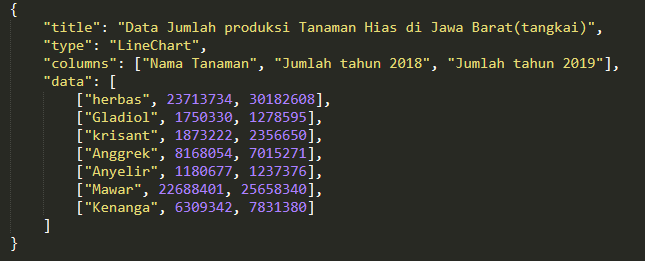 {
"title": "Data Jumlah produksi Tanaman Hias di Jawa Barat(tangkai)",
"type": "LineChart",
"columns": ["Nama Tanaman", "Jumlah tahun 2018", "Jumlah tahun 2019"],
"data": [
["herbas", 23713734, 30182608],
["Gladiol", 1750330, 1278595],
["krisant", 1873222, 2356650],
["Anggrek", 8168054, 7015271],
["Anyelir", 1180677, 1237376],
["Mawar", 22688401, 25658340],
["Kenanga", 6309342, 7831380]
]
}